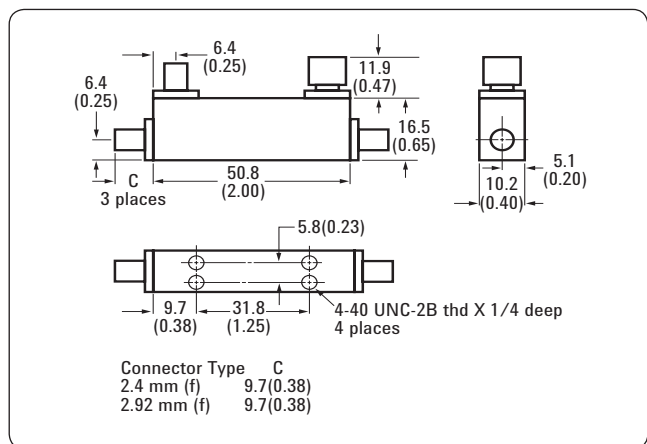 6.4
(0.25)
11.9
(0.47)
6.4
(0.25)
16.5
(0.65)
C
3 places
50.8
(2.00)
5.1
(0.20)
10.2
(0.40)
5.8(0.23)
9.7
(0.38)
31.8
(1.25)
4-40 UNC-2B thd X 1/4 deep
4 places
Connector Type C
2.4 mm (f) 9.7(0.38)
2.92 mm (f) 9.7(0.38)